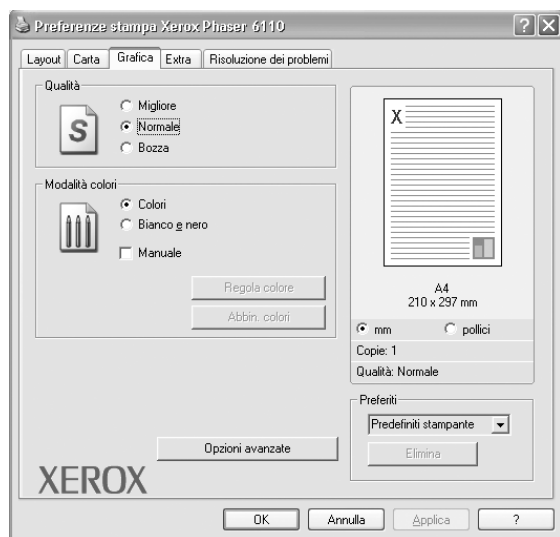 Preferenze stampa Xerox Phaser 6110
? X
Layout Carta Grafica Extra Risoluzione dei problemi
Qualità
S
Migliore
Normale
Bozza
Modalità colori
Colori
Bianco e nero
Manuale
Regola colore
Abbin. colori
X
A4
210 x 297 mm
mm pollici
Copie: 1
Qualità: Normale
Preferiti
Predefiniti stampante
Elimina
Opzioni avanzate
XEROX
OK Annulla Applica ?